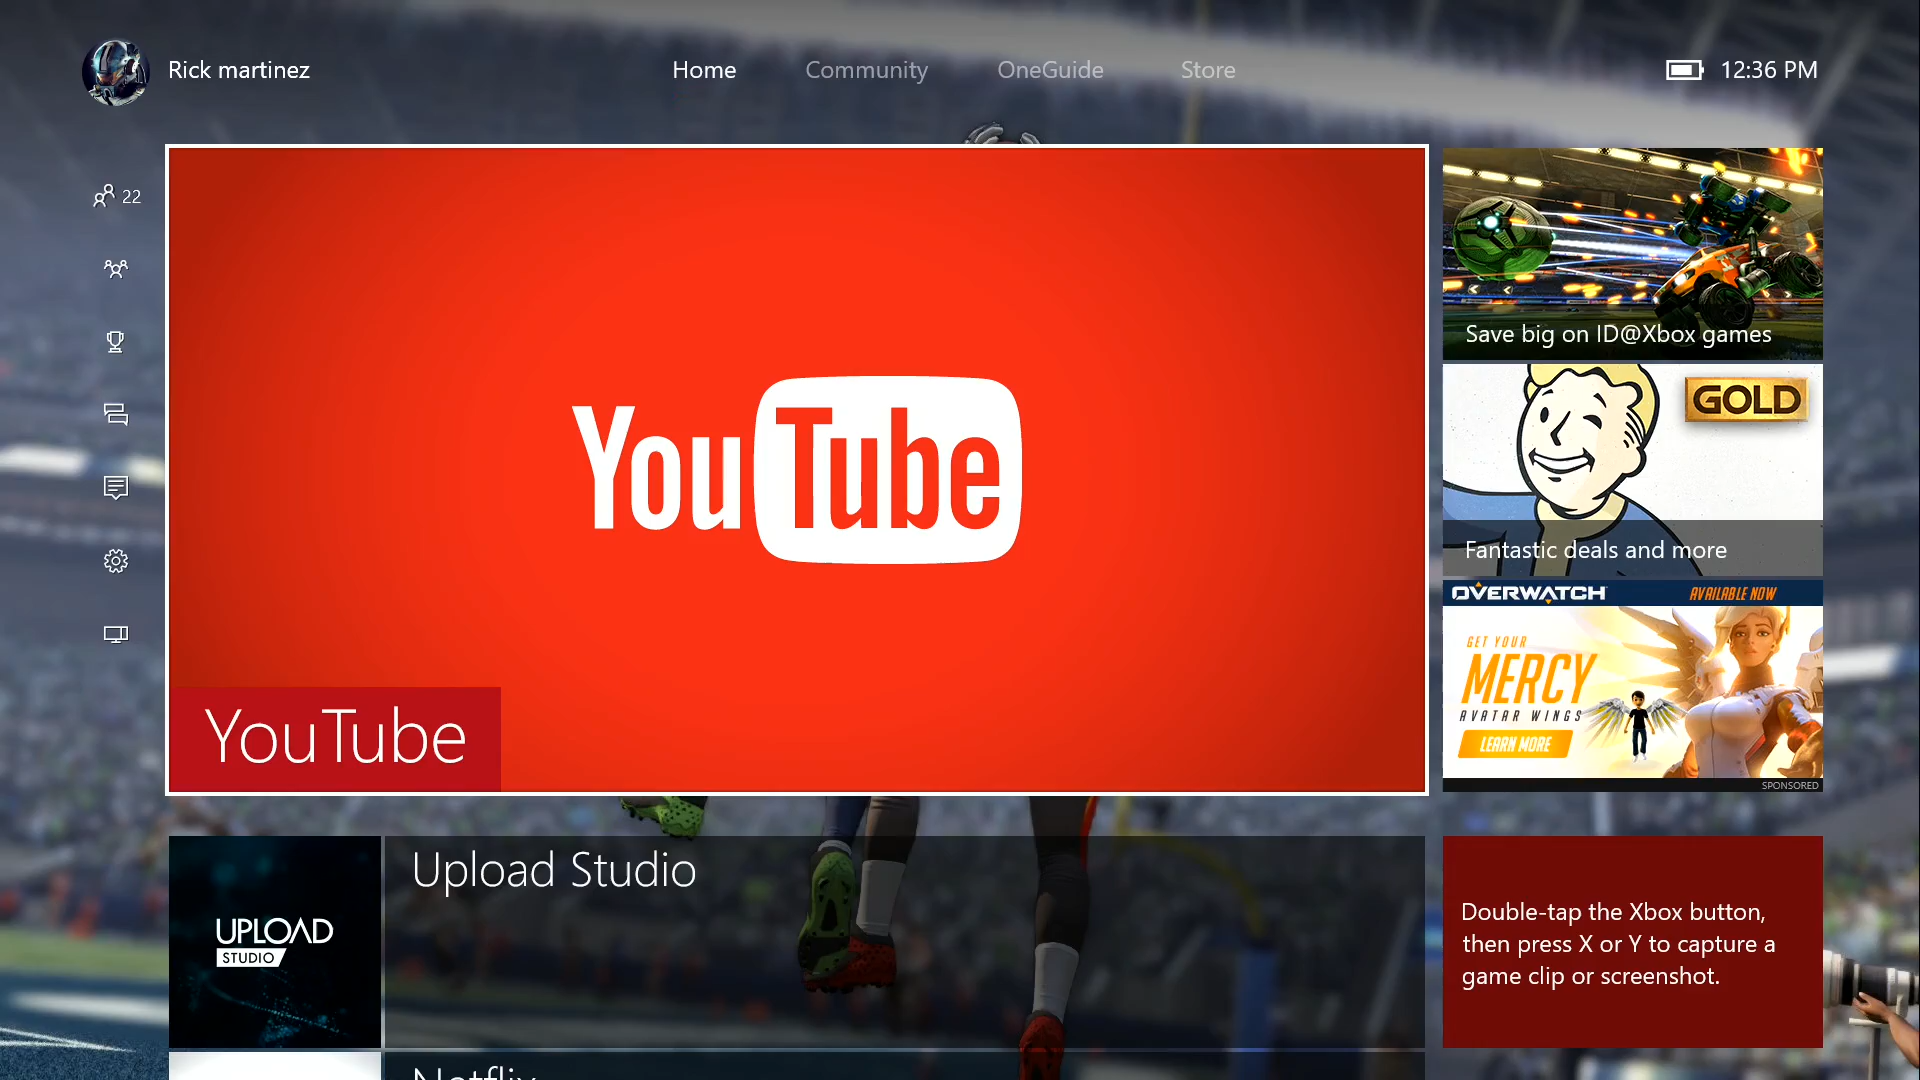 Rick martinez
Home
Community
OneGuide
Store
12:36 PM
22
YouTube
YouTube
Save big on ID@Xbox games
GOLD
Fantastic deals and more
OVERWATCH
AVAILABLE NOW
GET YOUR
MERCY
AVATAR WINGS
LEARN MORE
SPONSORED
UPLOAD
STUDIO
Upload Studio
Double-tap the Xbox button,
then press X or Y to capture a
game clip or screenshot.
Netflix